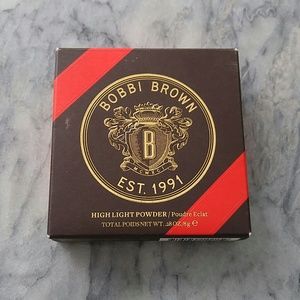 BOBBI BROWN
B
EST. 1991
HIGH LIGHT POWDER / Poudre Eclat
TOTAL POIDS NET WT. .28 OZ./8g ℮